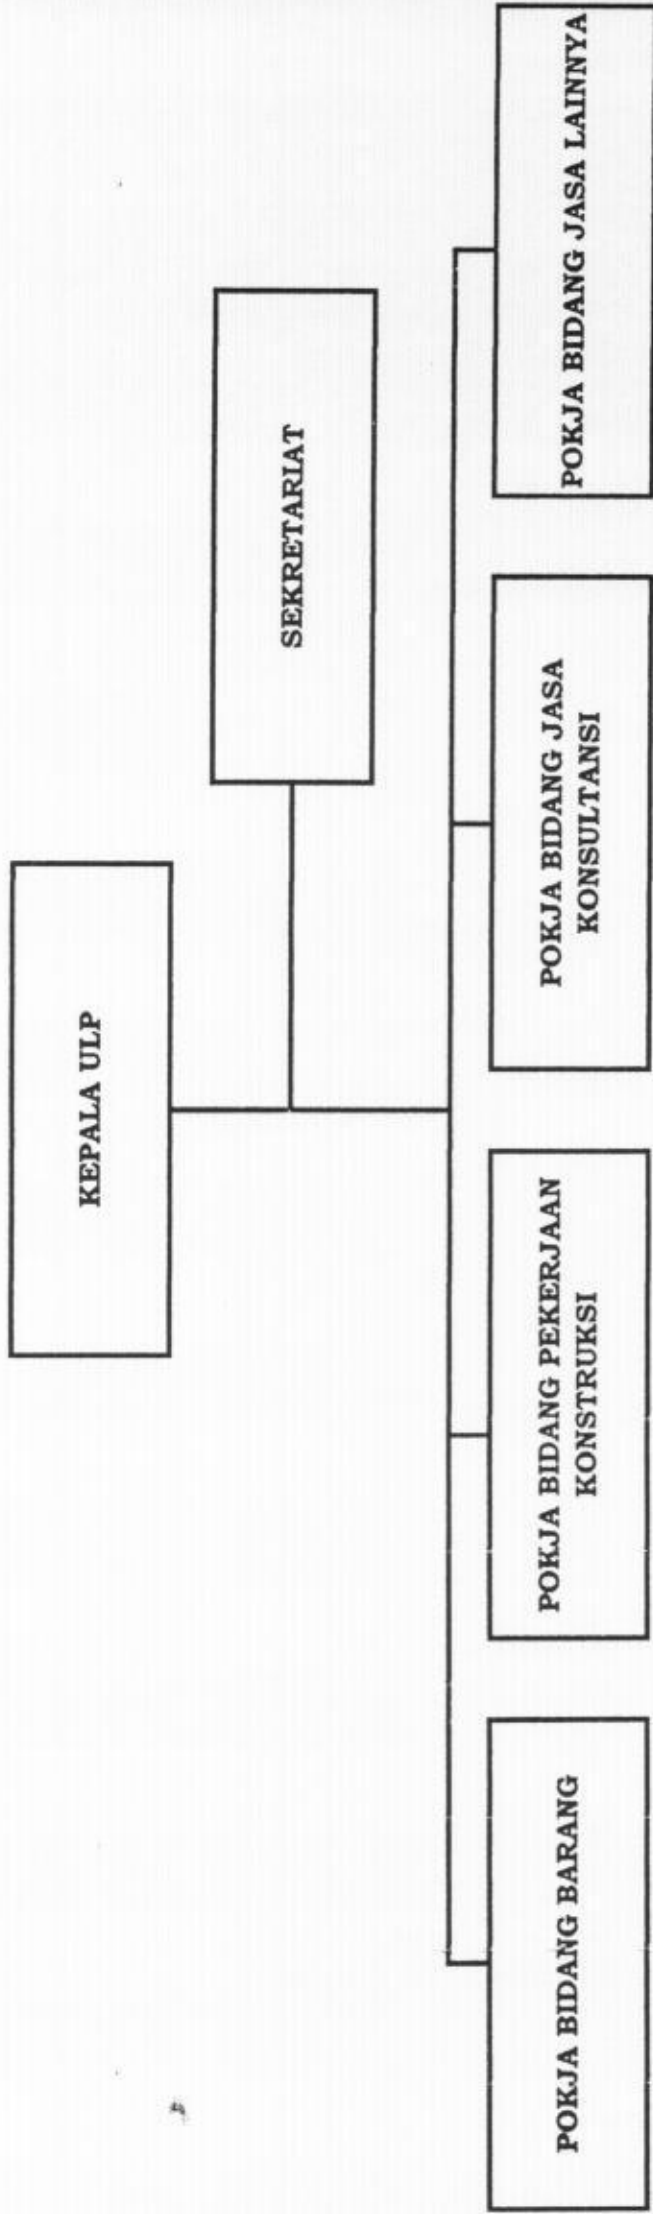 KEPALA ULP
SEKRETARIAT
POKJA BIDANG BARANG
POKJA BIDANG PEKERJAAN
KONSTRUKSI
POKJA BIDANG JASA
KONSULTANSI
POKJA BIDANG JASA LAINNYA